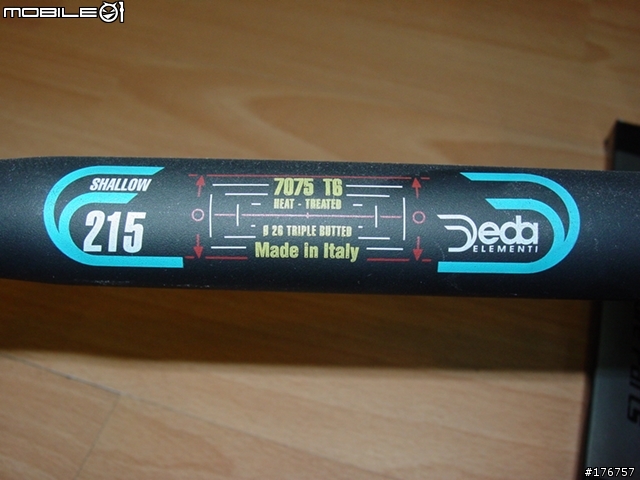 MOBILE01
SHALLOW
215
7075 T6
HEAT - TREATED
Ø 26 TRIPLE BUTTED
Made in Italy
Deda
ELEMENTI
#176757